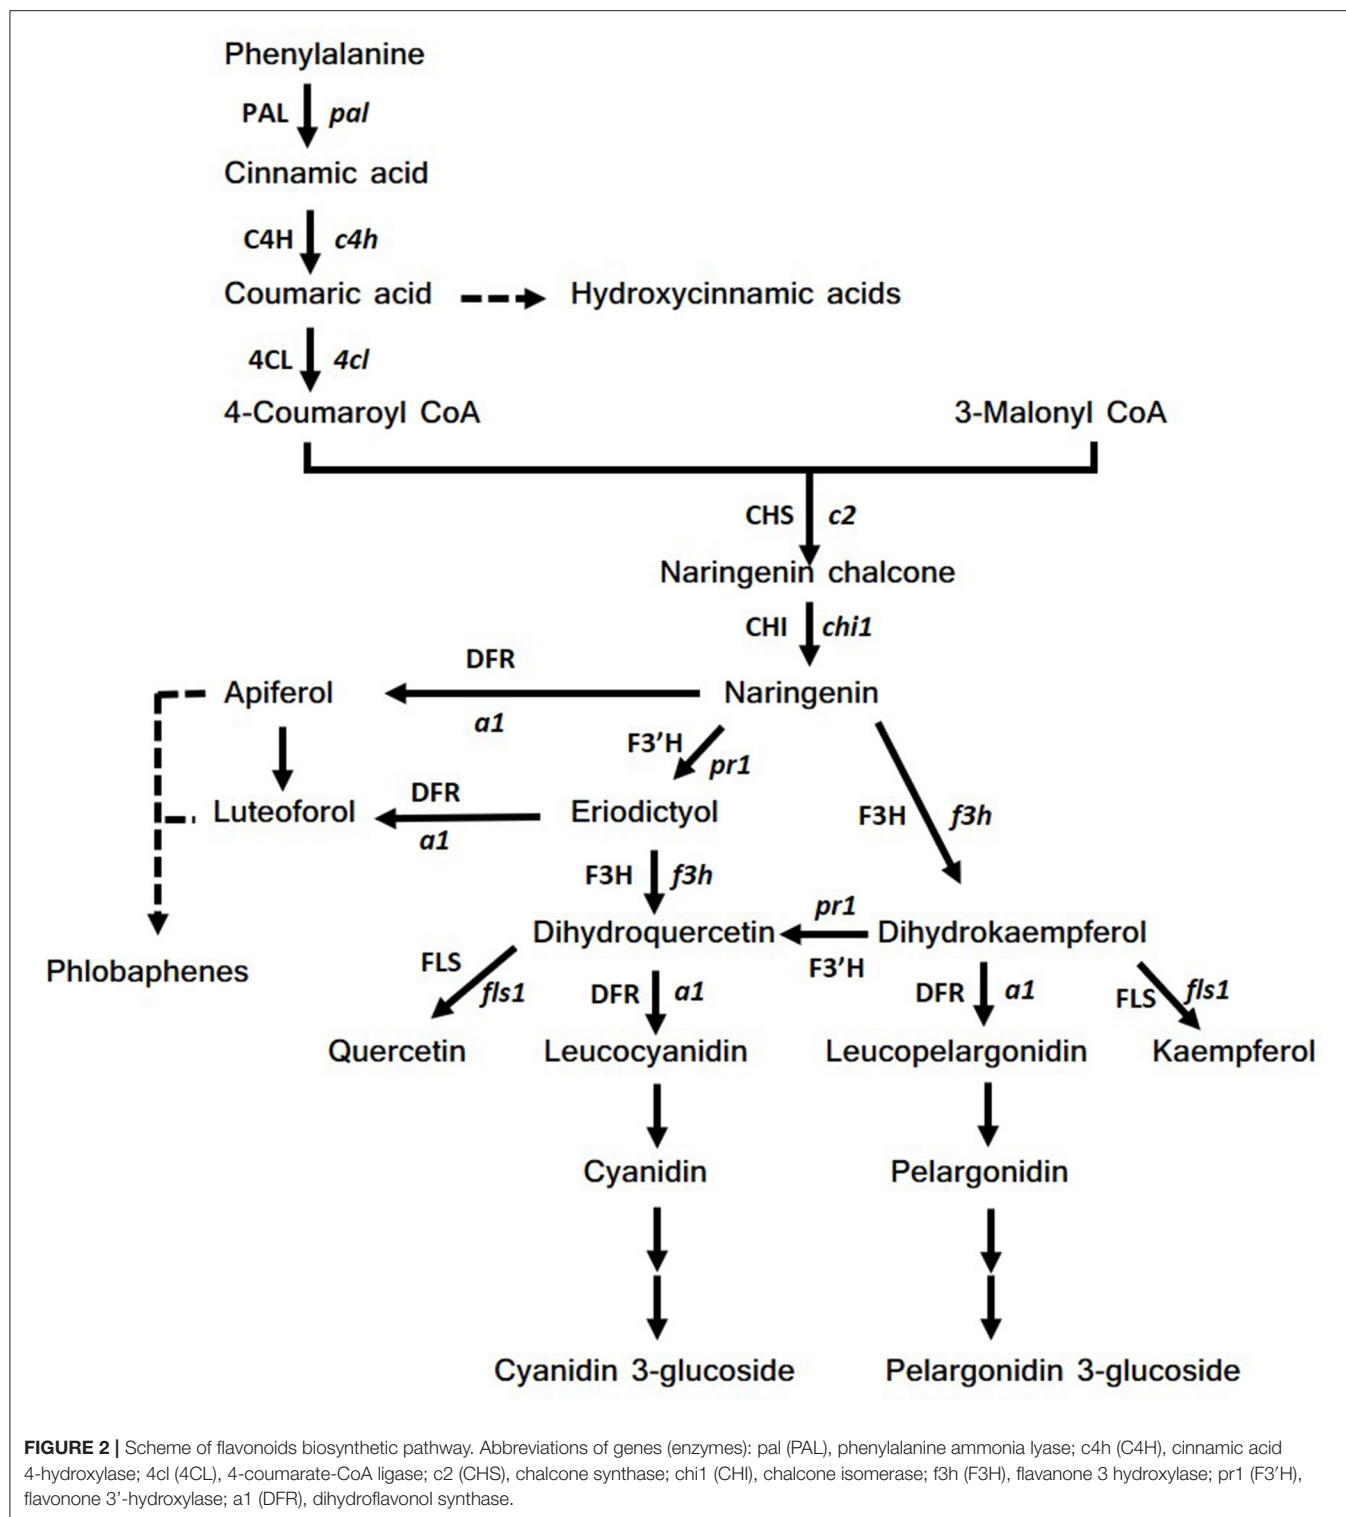 Phenylalanine
PAL pal
Cinnamic acid
C4H c4h
Coumaric acid Hydroxycinnamic acids
4CL 4cl
4-Coumaroyl CoA 3-Malonyl CoA
CHS c2
Naringenin chalcone
CHI chi1
DFR
Apiferol Naringenin
a1
F3’H pr1
DFR
Luteoforol Eriodictyol
a1
F3H f3h
F3H f3h
pr1
Dihydroquercetin Dihydrokaempferol
F3’H
Phlobaphenes
FLS fls1
DFR a1
DFR a1
FLS fls1
Quercetin Leucocyanidin Leucopelargonidin Kaempferol
Cyanidin Pelargonidin
Cyanidin 3-glucoside Pelargonidin 3-glucoside
FIGURE 2 | Scheme of flavonoids biosynthetic pathway. Abbreviations of genes (enzymes): pal (PAL), phenylalanine ammonia lyase; c4h (C4H), cinnamic acid
4-hydroxylase; 4cl (4CL), 4-coumarate-CoA ligase; c2 (CHS), chalcone synthase; chi1 (CHI), chalcone isomerase; f3h (F3H), flavanone 3 hydroxylase; pr1 (F3′H),
flavonone 3’-hydroxylase; a1 (DFR), dihydroflavonol synthase.